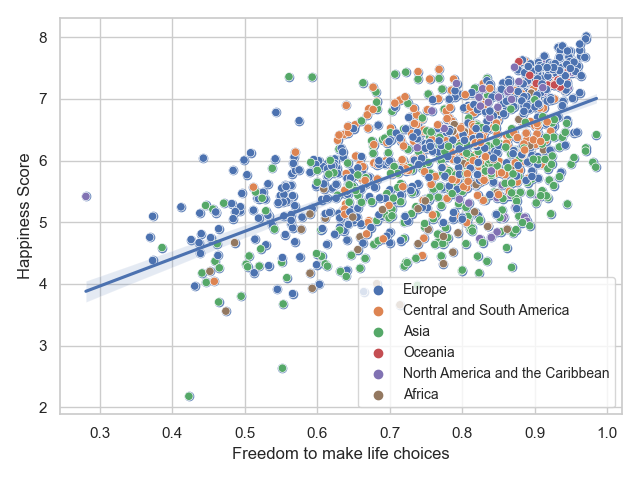 8
7
6
5
4
3
2
Happiness Score
Europe
Central and South America
Asia
Oceania
North America and the Caribbean
Africa
0.3 0.4 0.5 0.6 0.7 0.8 0.9 1.0
Freedom to make life choices